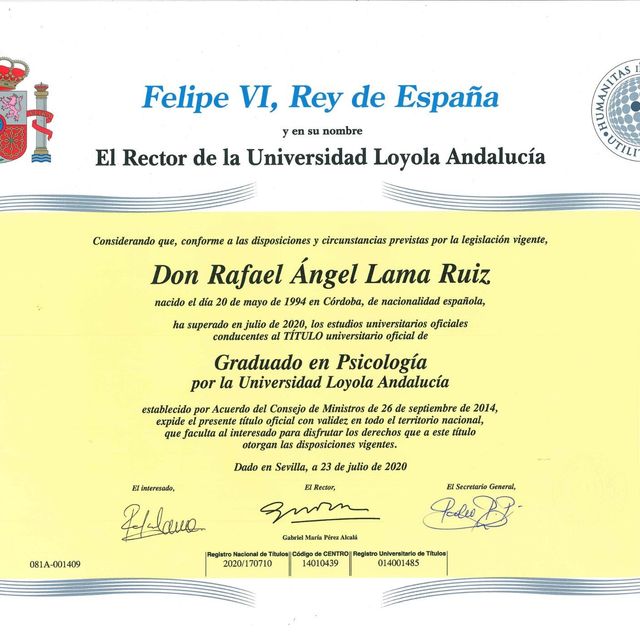 Felipe VI, Rey de España
y en su nombre
El Rector de la Universidad Loyola Andalucía
HUMANITAS
UTILI
Considerando que, conforme a las disposiciones y circunstancias previstas por la legislación vigente,
Don Rafael Ángel Lama Ruiz
nacido el día 20 de mayo de 1994 en Córdoba, de nacionalidad española,
ha superado en julio de 2020, los estudios universitarios oficiales
conducentes al TÍTULO universitario oficial de
Graduado en Psicología
por la Universidad Loyola Andalucía
establecido por Acuerdo del Consejo de Ministros de 26 de septiembre de 2014,
expide el presente título oficial con validez en todo el territorio nacional,
que faculta al interesado para disfrutar los derechos que a este título
otorgan las disposiciones vigentes.
Dado en Sevilla, a 23 de julio de 2020
El interesado, El Rector, El Secretario General,
Gabriel María Pérez Alcalá
Registro Nacional de Títulos Código de CENTRO Registro Universitario de Títulos
081A-001409 2020/170710 14010439 014001485